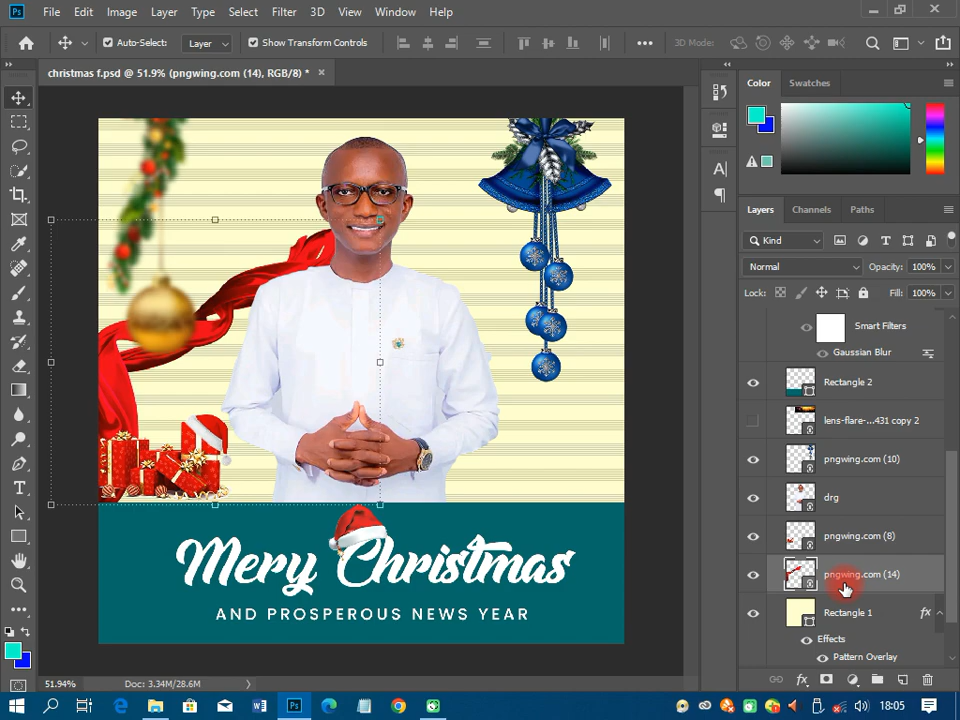 Ps File Edit Image Layer Type Select Filter 3D View Window Help
Auto-Select: Layer Show Transform Controls 3D Mode:
christmas f.psd @ 51.9% (pngwing.com (14), RGB/8) * ×
Color Swatches
Layers Channels Paths
Kind
Normal Opacity: 100%
Lock: Fill: 100%
Smart Filters
Gaussian Blur
Rectangle 2
lens-flare-...431 copy 2
pngwing.com (10)
drg
pngwing.com (8)
pngwing.com (14)
Rectangle 1 fx
Effects
Pattern Overlay
Mery Christmas
AND PROSPEROUS NEWS YEAR
51.94% Doc: 3.34M/28.6M
18:05